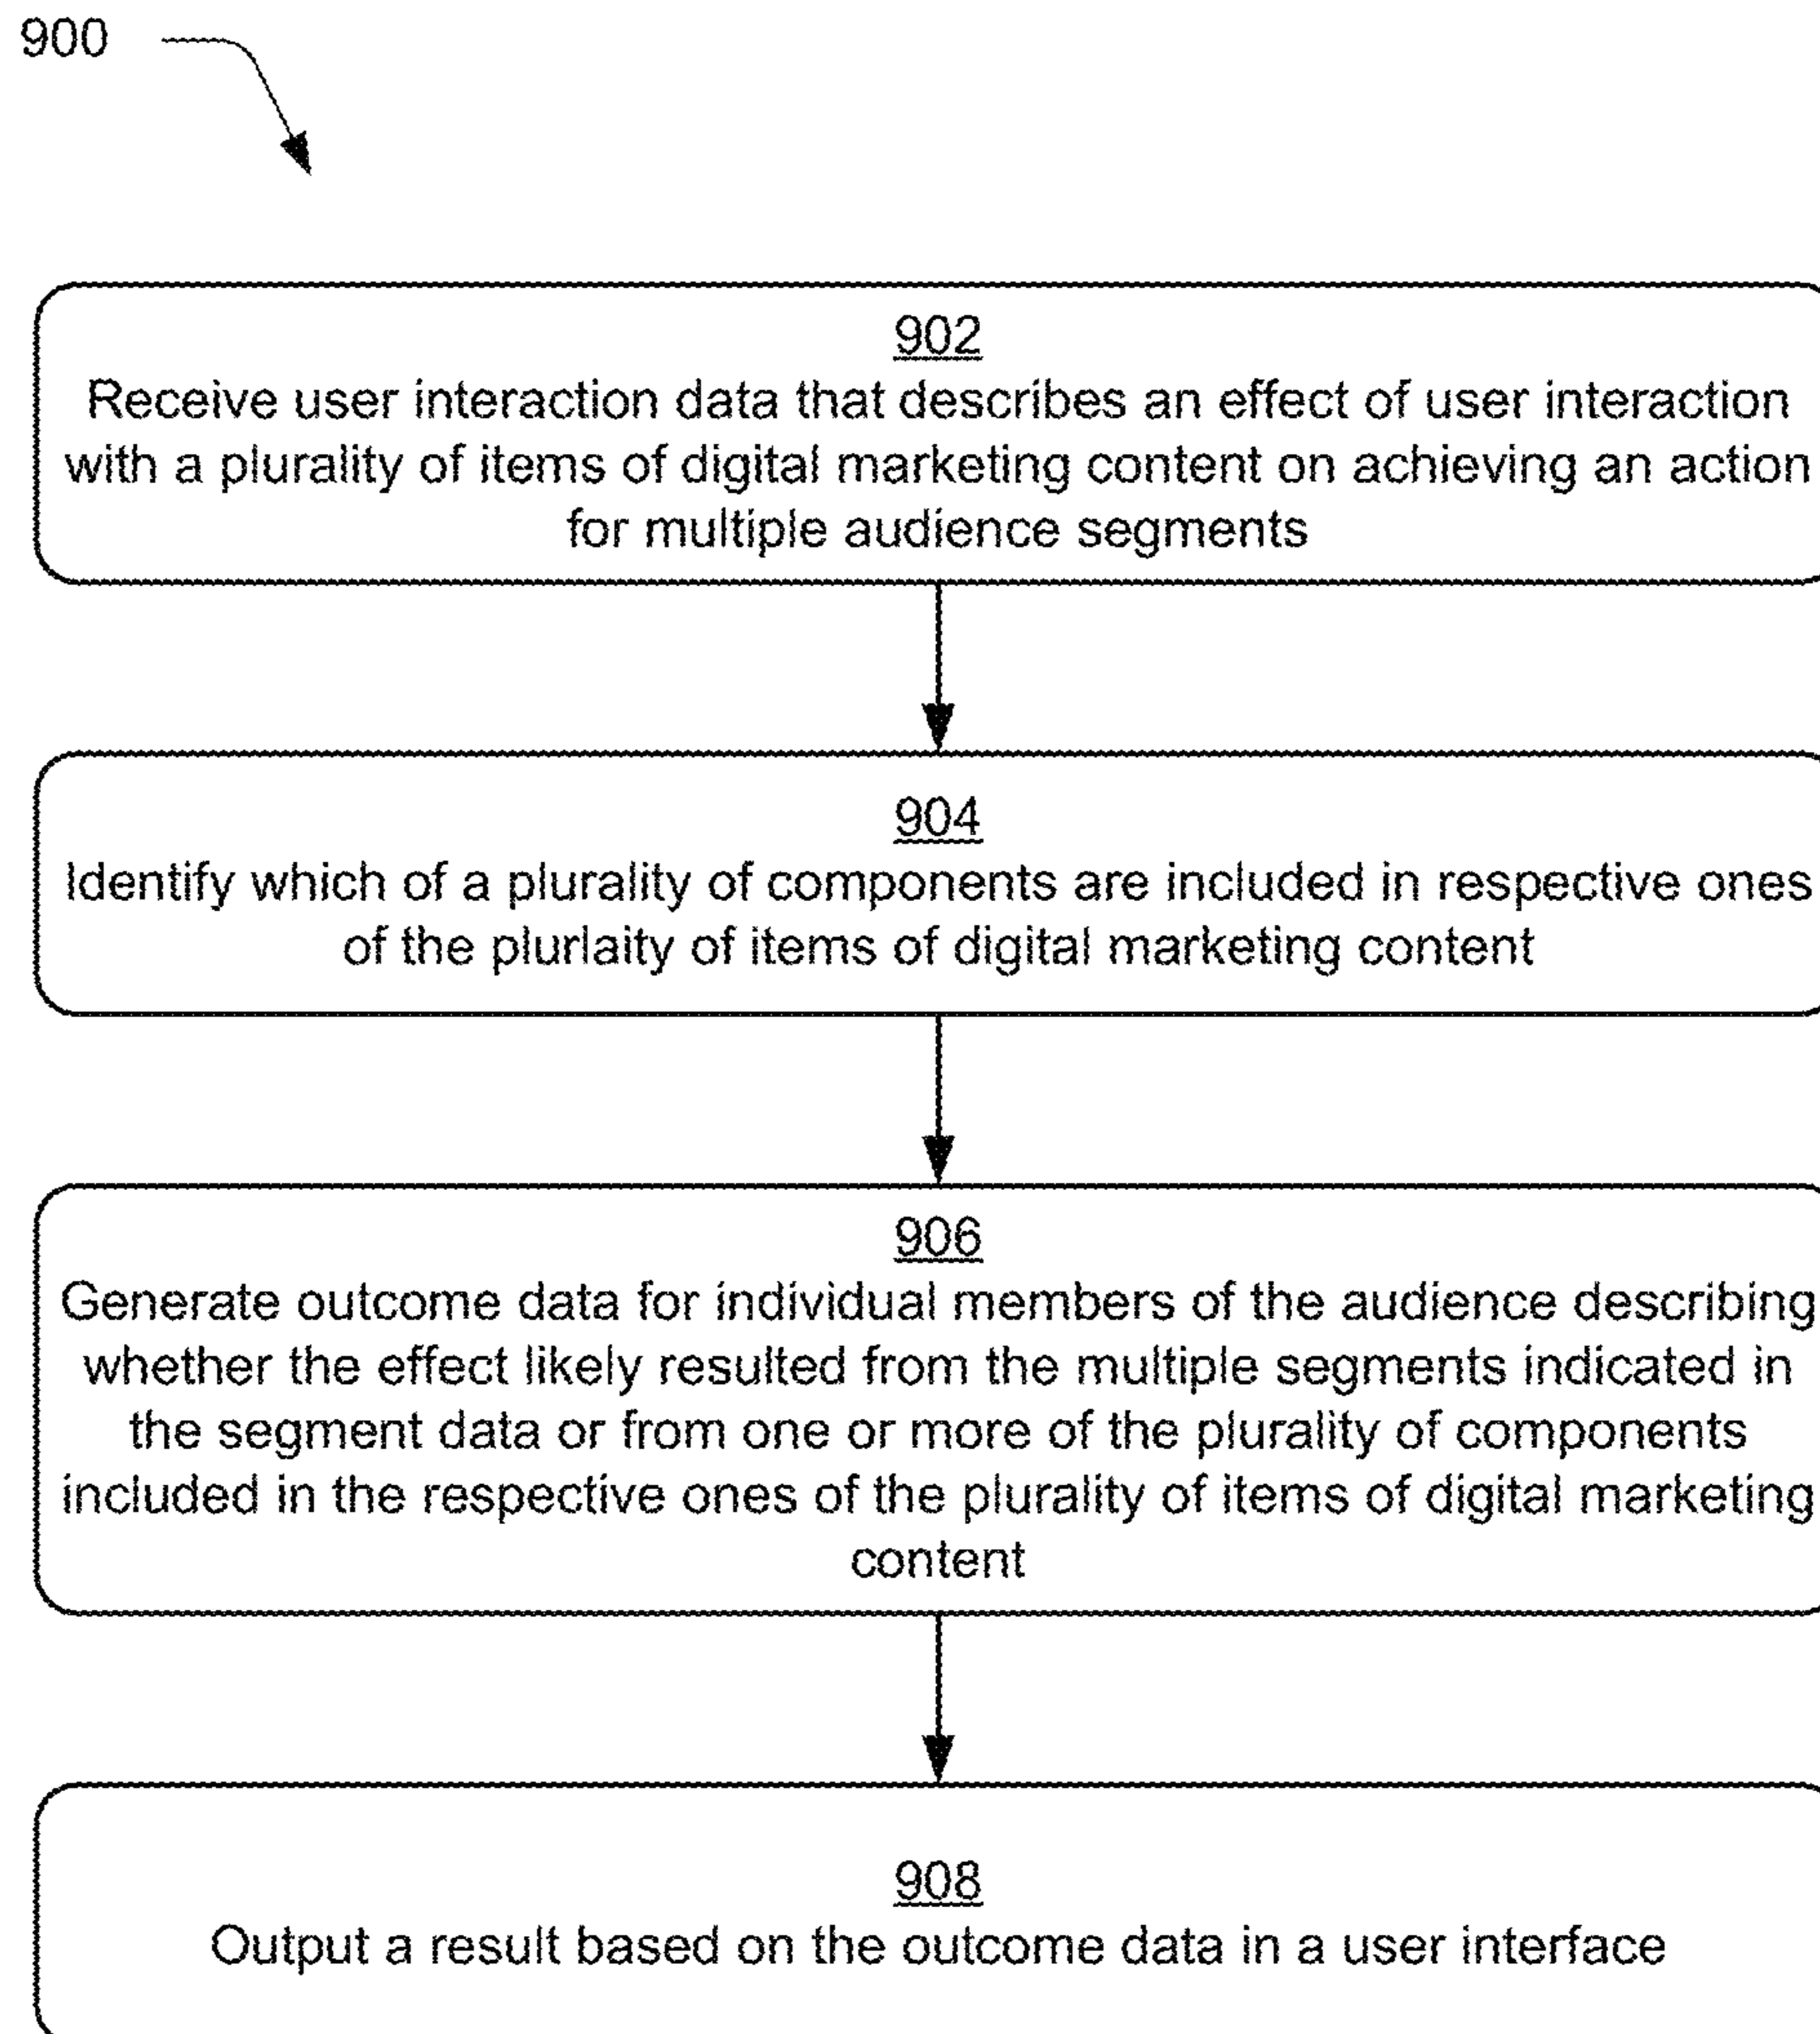 900
902
Receive user interaction data that describes an effect of user interaction
with a plurality of items of digital marketing content on achieving an action
for multiple audience segments
904
Identify which of a plurality of components are included in respective ones
of the plurlaity of items of digital marketing content
906
Generate outcome data for individual members of the audience describing
whether the effect likely resulted from the multiple segments indicated in
the segment data or from one or more of the plurality of components
included in the respective ones of the plurality of items of digital marketing
content
908
Output a result based on the outcome data in a user interface